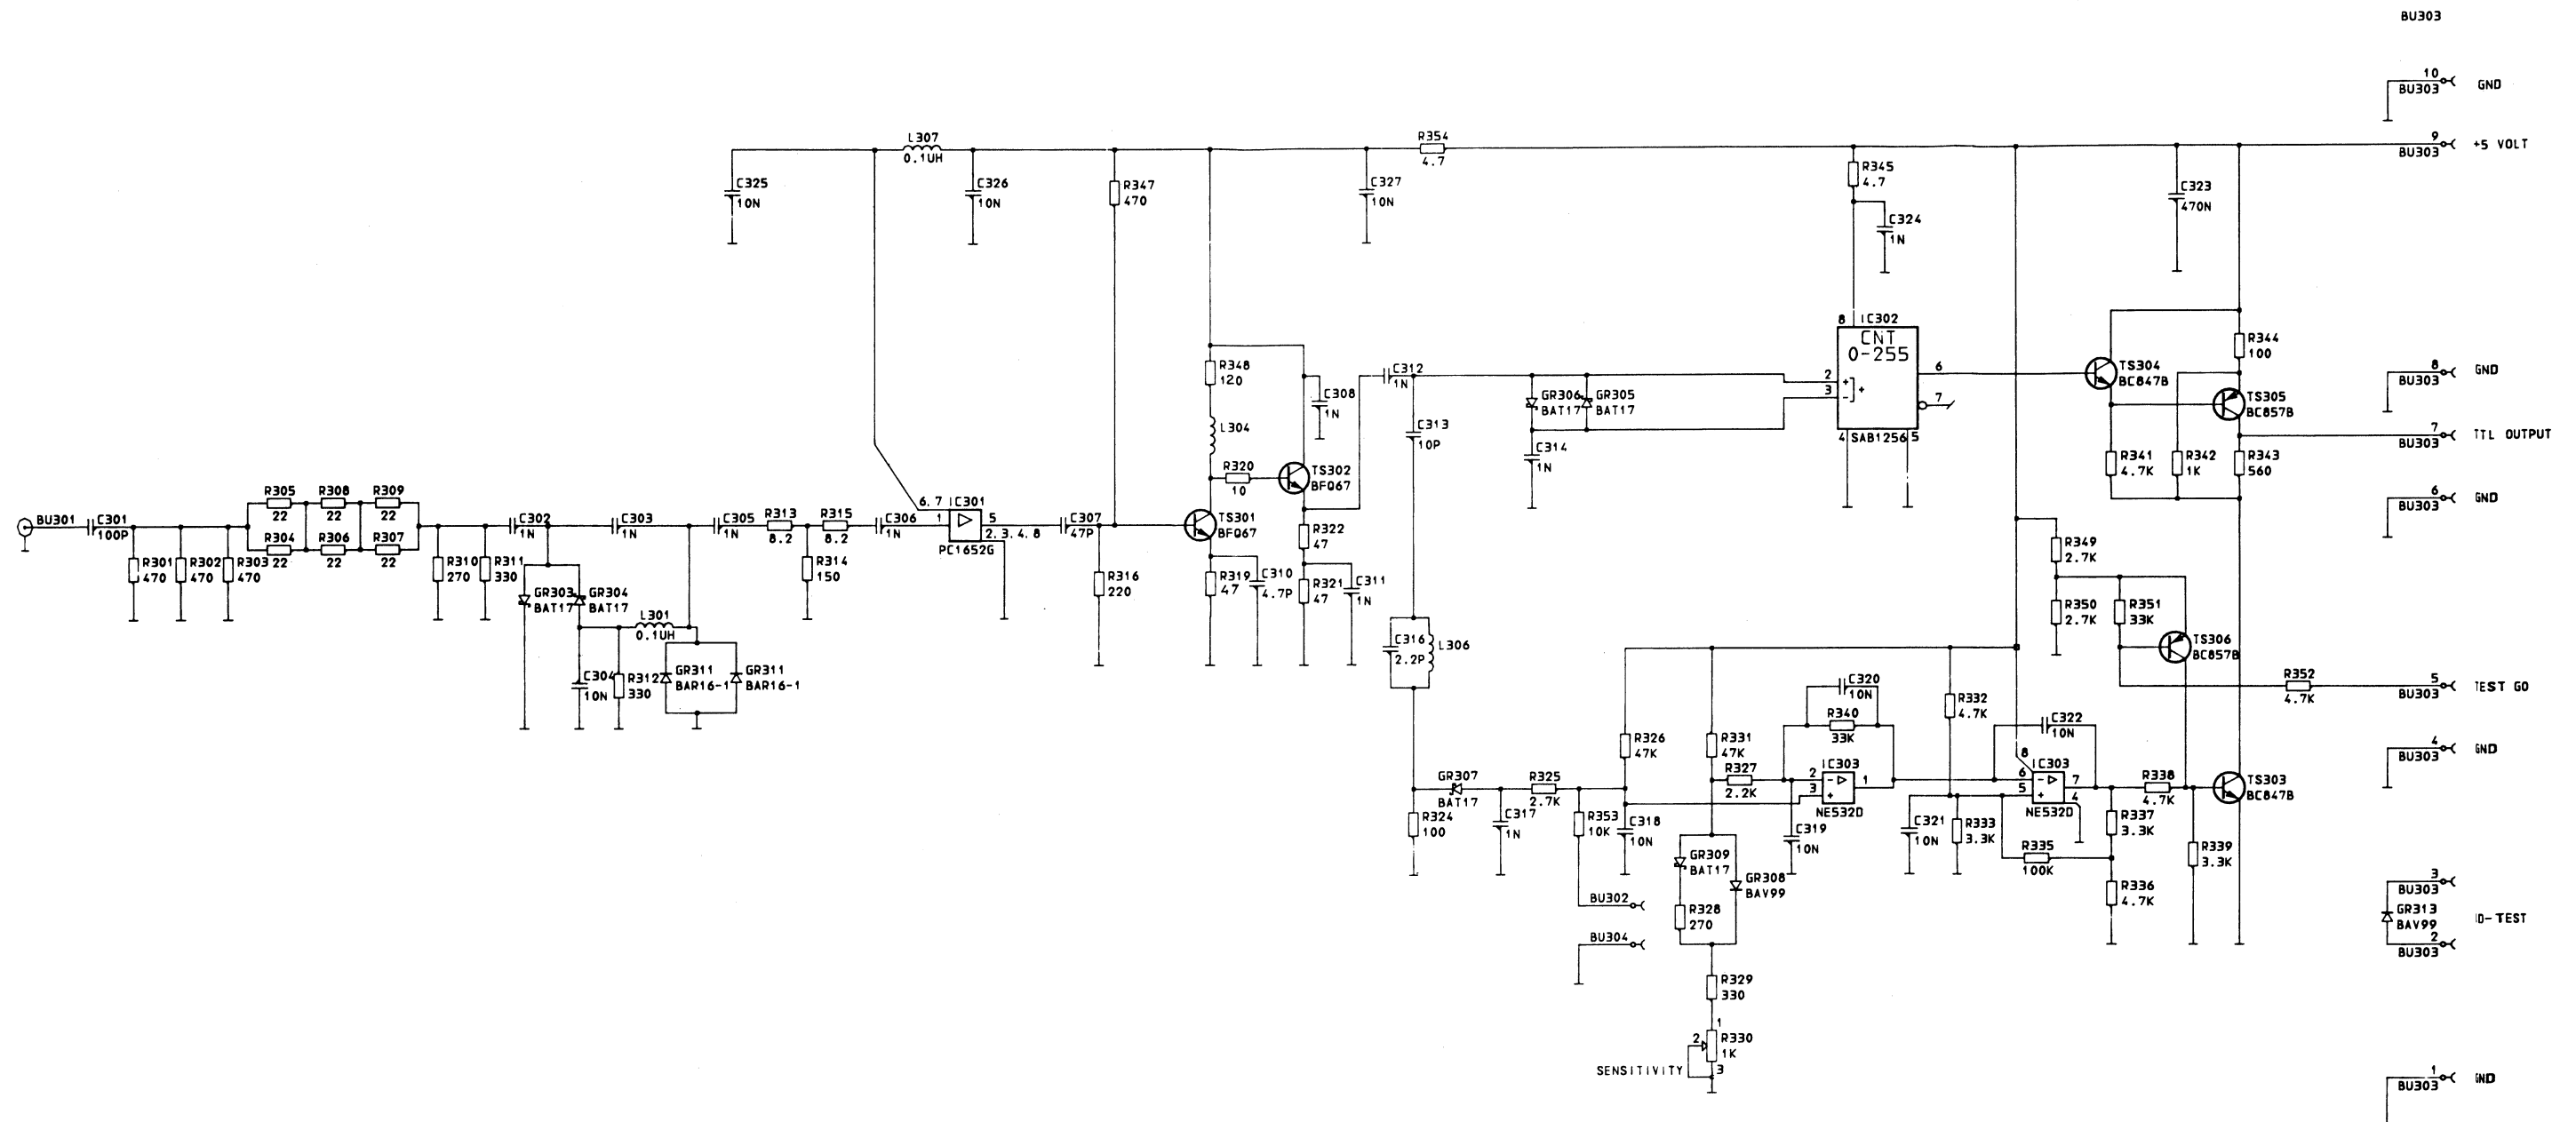 BU303
10
BU303
GND
9
BU303
+5 VOLT
L307
0.1UH
R354
4.7
C325
10N
C326
10N
R347
470
C327
10N
R345
4.7
C324
1N
C323
470N
8 IC302
CNT
0-255
2
3
+
-
+
6
7
4 SAB1256 5
TS304
BC847B
R344
100
TS305
BC857B
8
BU303
GND
7
BU303
TTL OUTPUT
R341
4.7K
R342
1K
R343
560
6
BU303
GND
R348
120
C308
1N
L304
R320
10
TS302
BFQ67
C312
1N
C313
10P
GR306
BAT17
GR305
BAT17
C314
1N
BU301
C301
100P
R305
22
R308
22
R309
22
R304
22
R306
22
R307
22
R301
470
R302
470
R303
470
R310
270
R311
330
C302
1N
C303
1N
C305
1N
R313
8.2
R315
8.2
R314
150
C306
1N
6.7 IC301
1
5
2.3.4.8
PC1652G
C307
47P
R316
220
TS301
BFQ67
R319
47
C310
4.7P
R322
47
R321
47
C311
1N
GR303
BAT17
GR304
BAT17
L301
0.1UH
C304
10N
R312
330
GR311
BAR16-1
GR311
BAR16-1
C316
2.2P
L306
R349
2.7K
R350
2.7K
R351
33K
TS306
BC857B
R352
4.7K
5
BU303
TEST GO
R326
47K
R331
47K
C320
10N
R340
33K
R332
4.7K
C322
10N
4
BU303
GND
GR307
BAT17
R325
2.7K
R324
100
C317
1N
R353
10K
C318
10N
R327
2.2K
2
3
-
+
IC303
1
NE532D
C319
10N
8
IC303
6
5
-
+
7
4
NE532D
C321
10N
R333
3.3K
R335
100K
R338
4.7K
R337
3.3K
R339
3.3K
R336
4.7K
TS303
BC847B
GR309
BAT17
GR308
BAV99
R328
270
BU302
BU304
3
BU303
GR313
BAV99
2
BU303
ID-TEST
R329
330
1
2
R330
1K
3
SENSITIVITY
1
BU303
GND